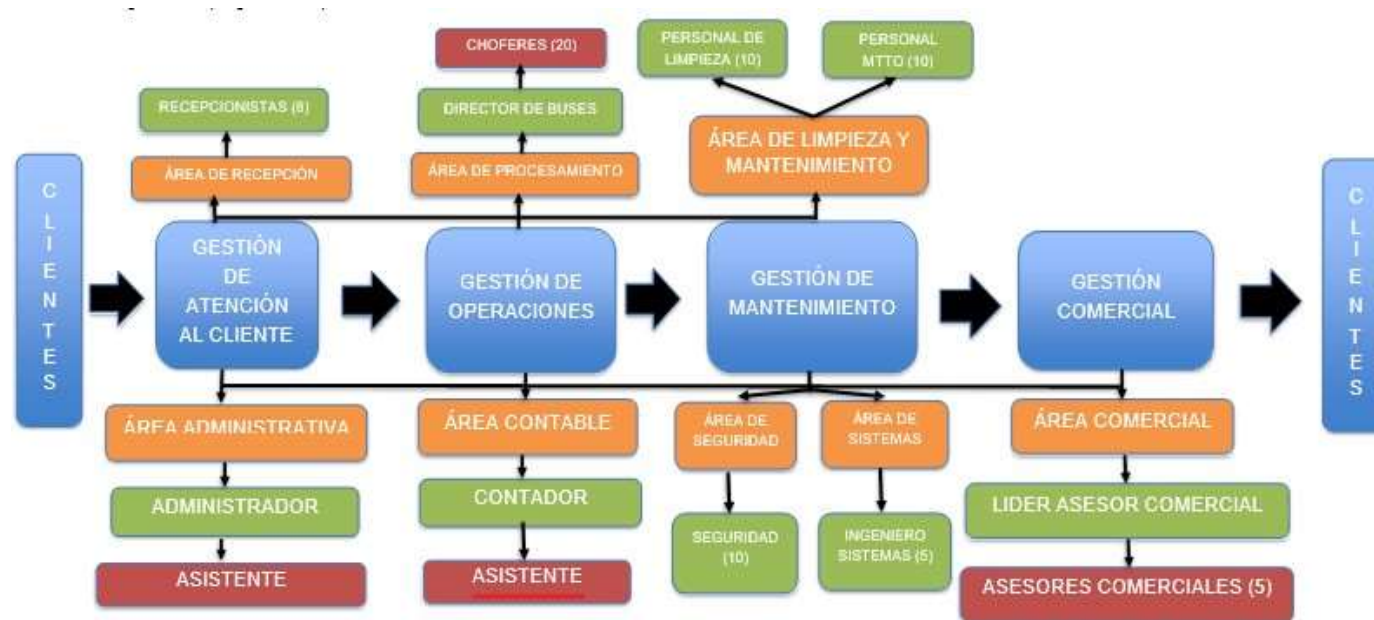 CHOFERES (20)
PERSONAL DE
LIMPIEZA (10)
PERSONAL
MTTO (10)
RECEPCIONISTAS (6)
DIRECTOR DE BUSES
ÁREA DE LIMPIEZA Y
MANTENIMIENTO
ÁREA DE RECEPCIÓN
ÁREA DE PROCESAMIENTO
CLIENTES
GESTIÓN
DE
ATENCIÓN
AL CLIENTE
GESTIÓN DE
OPERACIONES
GESTIÓN DE
MANTENIMIENTO
GESTIÓN
COMERCIAL
CLIENTES
ÁREA ADMINISTRATIVA
ÁREA CONTABLE
ÁREA DE
SEGURIDAD
ÁREA DE
SISTEMAS
ÁREA COMERCIAL
ADMINISTRADOR
CONTADOR
SEGURIDAD
(10)
INGENIERO
SISTEMAS (5)
LIDER ASESOR COMERCIAL
ASISTENTE
ASISTENTE
ASESORES COMERCIALES (5)